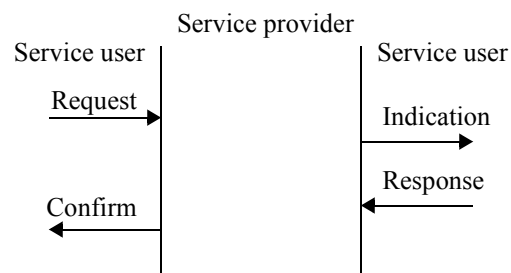 Service provider
Service user
Service user
Request
Indication
Response
Confirm